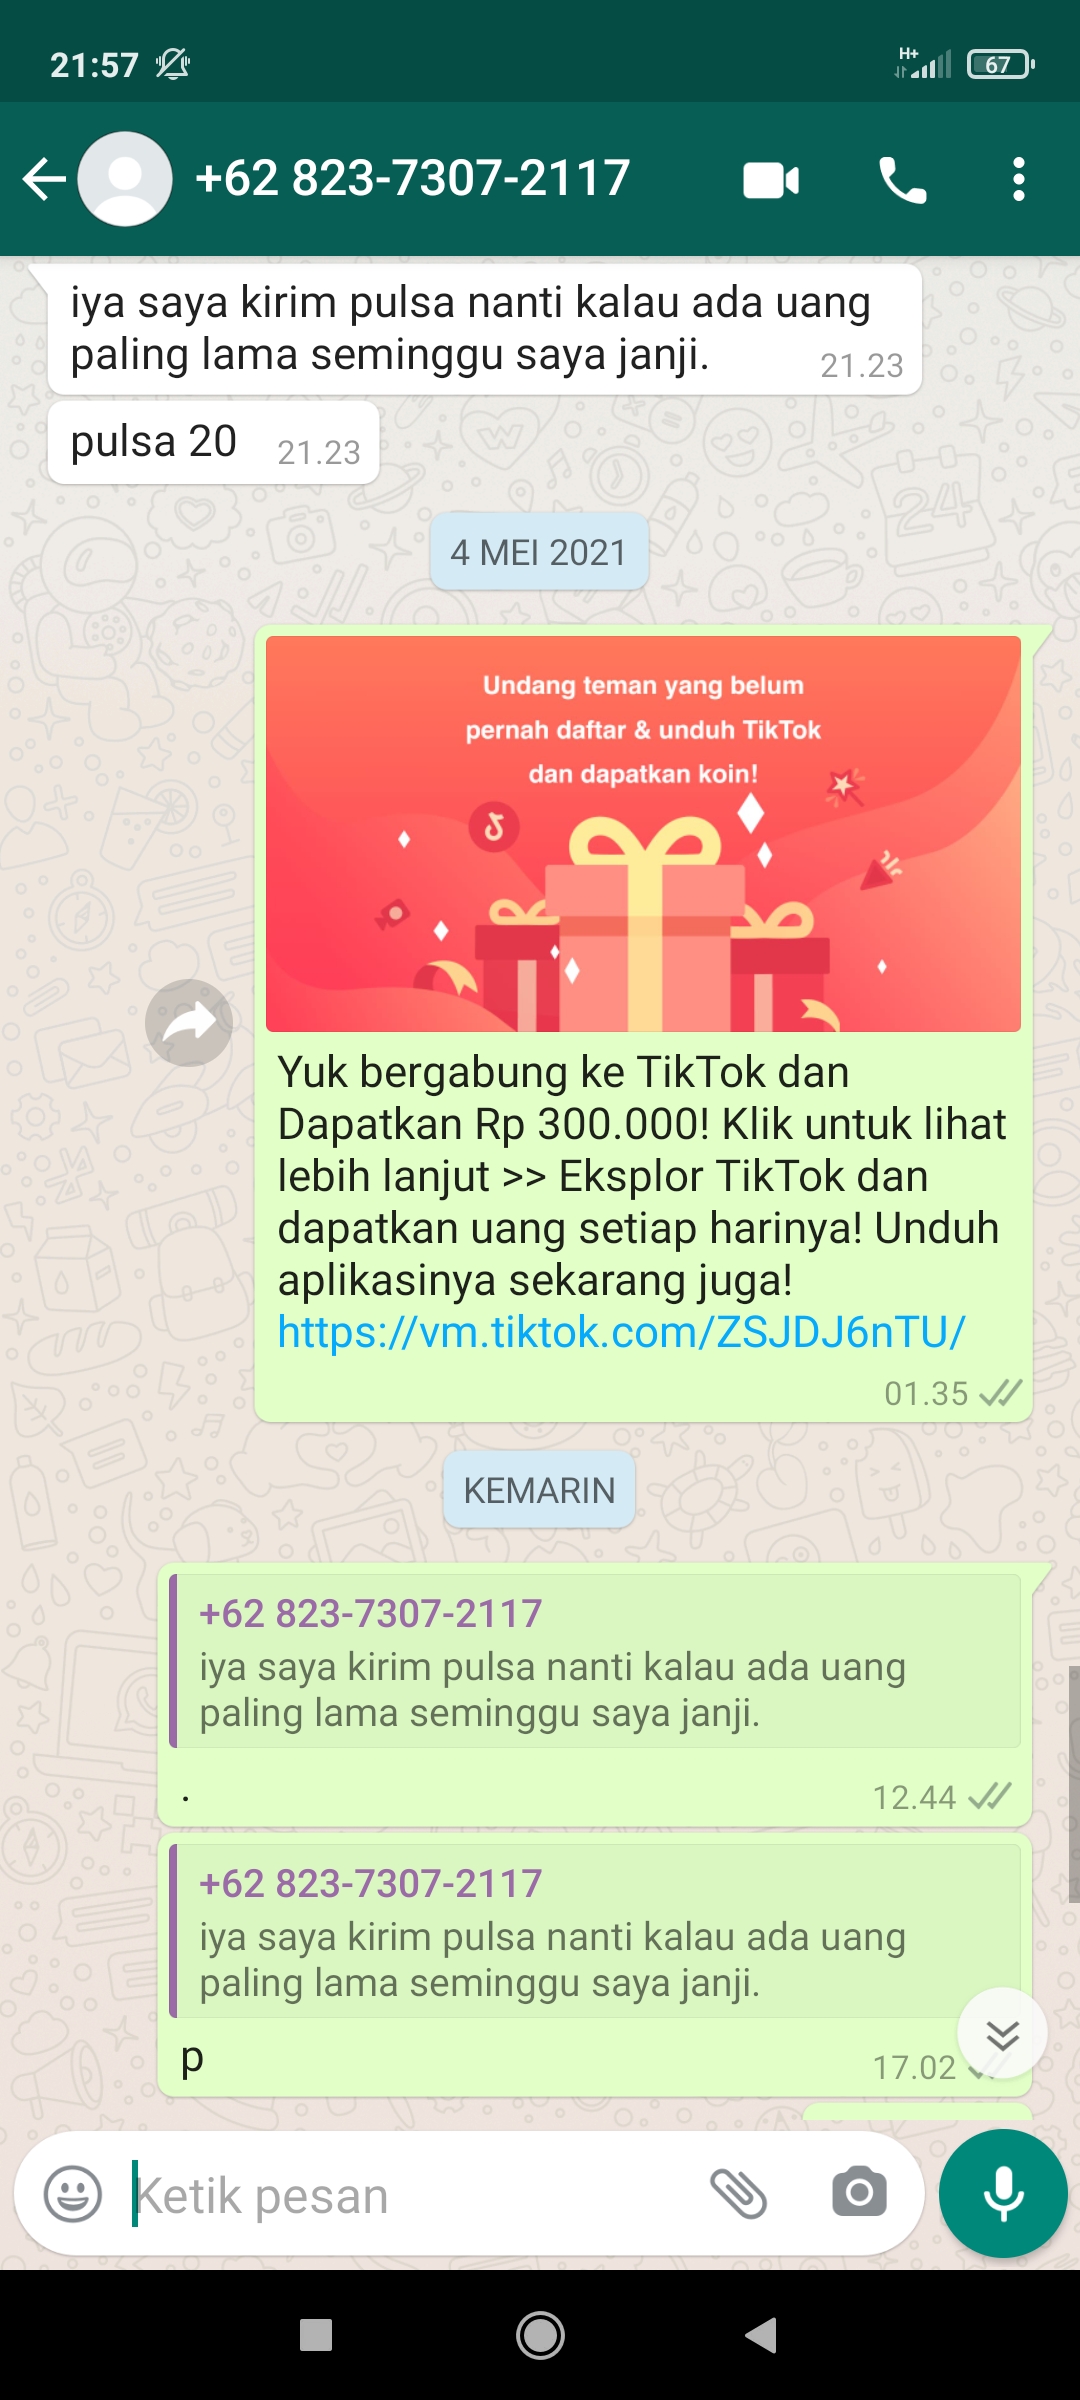 21:57
H+
67
+62 823-7307-2117
iya saya kirim pulsa nanti kalau ada uang
paling lama seminggu saya janji.
21.23
pulsa 20
21.23
4 MEI 2021
Undang teman yang belum
pernah daftar & unduh TikTok
dan dapatkan koin!
Yuk bergabung ke TikTok dan
Dapatkan Rp 300.000! Klik untuk lihat
lebih lanjut >> Eksplor TikTok dan
dapatkan uang setiap harinya! Unduh
aplikasinya sekarang juga!
https://vm.tiktok.com/ZSJDJ6nTU/
01.35
KEMARIN
+62 823-7307-2117
iya saya kirim pulsa nanti kalau ada uang
paling lama seminggu saya janji.
.
12.44
+62 823-7307-2117
iya saya kirim pulsa nanti kalau ada uang
paling lama seminggu saya janji.
p
17.02
Ketik pesan